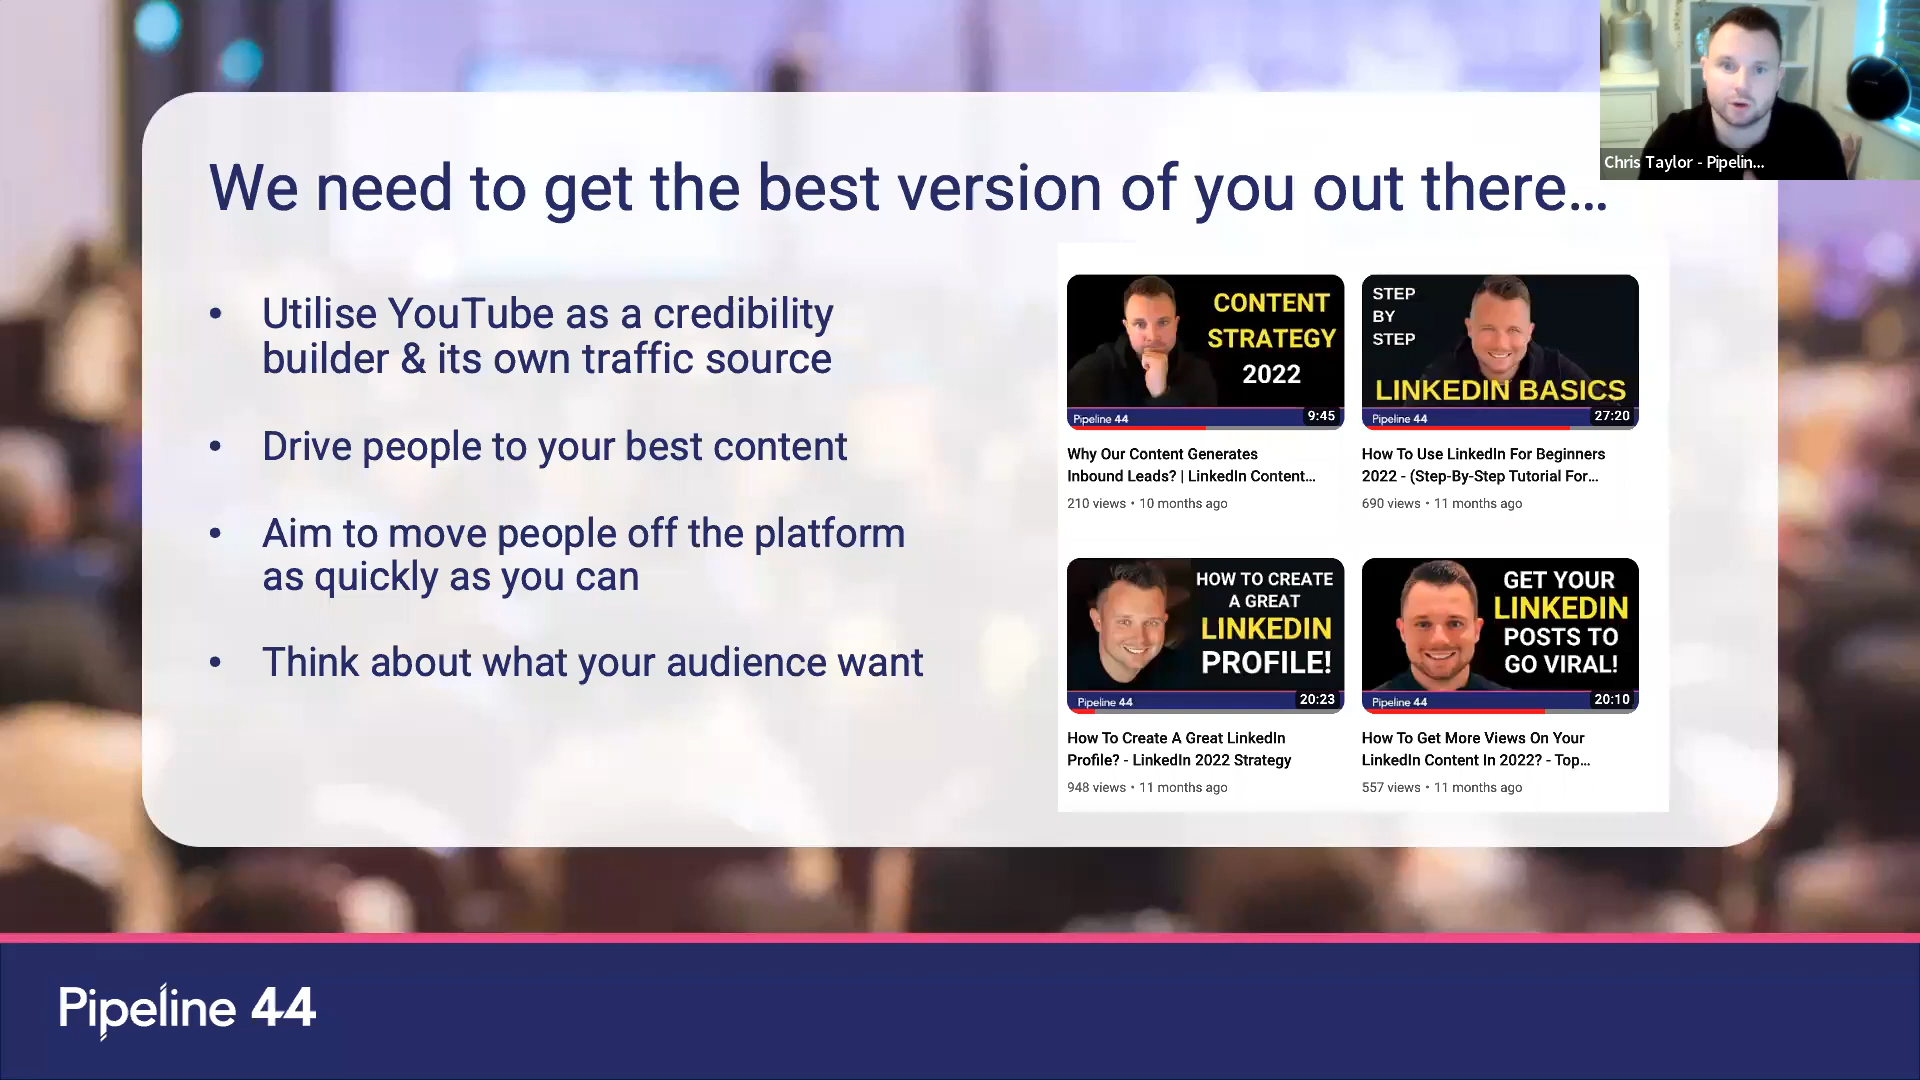 Chris Taylor - Pipelin...
We need to get the best version of you out there...
• Utilise YouTube as a credibility
builder & its own traffic source
• Drive people to your best content
• Aim to move people off the platform
as quickly as you can
• Think about what your audience want
CONTENT
STRATEGY
2022
Pipeline 44
9:45
Why Our Content Generates
Inbound Leads? | LinkedIn Content...
210 views • 10 months ago
STEP
BY
STEP
LINKEDIN BASICS
Pipeline 44
27:20
How To Use LinkedIn For Beginners
2022 - (Step-By-Step Tutorial For...
690 views • 11 months ago
HOW TO CREATE
A GREAT
LINKEDIN
PROFILE!
Pipeline 44
20:23
How To Create A Great LinkedIn
Profile? - LinkedIn 2022 Strategy
948 views • 11 months ago
GET YOUR
LINKEDIN
POSTS TO
GO VIRAL!
Pipeline 44
20:10
How To Get More Views On Your
LinkedIn Content In 2022? - Top...
557 views • 11 months ago
Pipeline 44